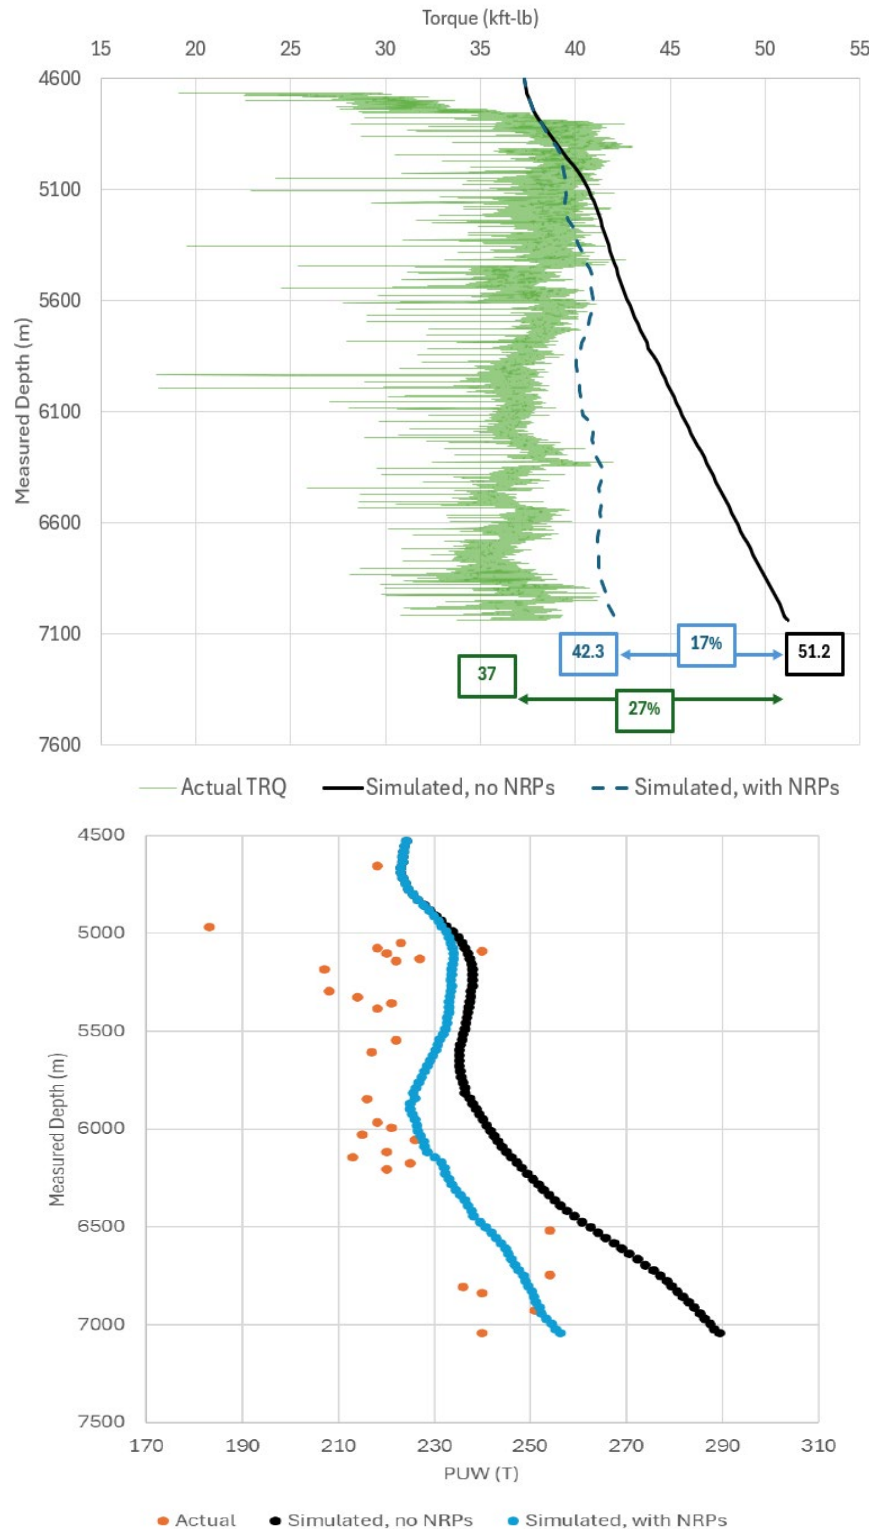 Torque (kft-lb)
15 20 25 30 35 40 45 50 55
4600
5100
5600
6100
6600
7100
7600
Measured Depth (m)
42.3
17%
51.2
37
27%
Actual TRQ Simulated, no NRPs Simulated, with NRPs
4500
5000
5500
6000
6500
7000
7500
Measured Depth (m)
170 190 210 230 250 270 290 310
PUW (T)
Actual Simulated, no NRPs Simulated, with NRPs